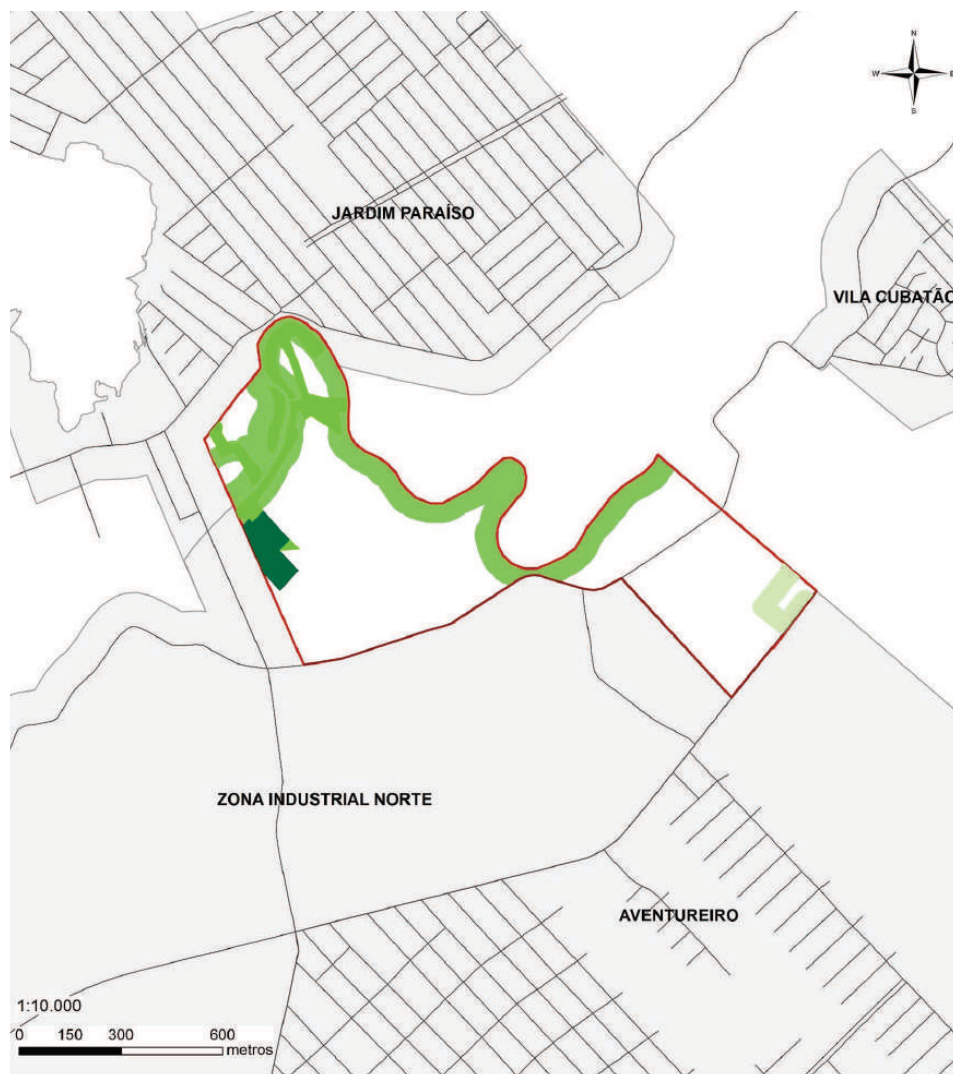 N
W E
S
JARDIM PARAÍSO
VILA CUBATÃO
ZONA INDUSTRIAL NORTE
AVENTUREIRO
1:10.000
0 150 300 600
metros